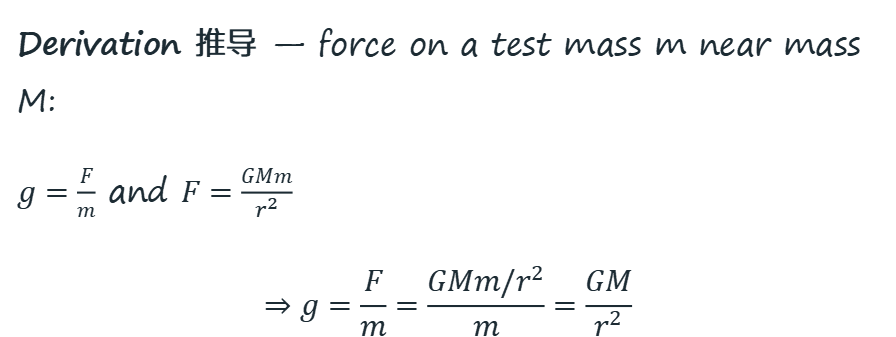 Derivation 推导 — force on a test mass m near mass
M:
g = F/m and F = GMm/r²
⇒ g = F/m = (GMm/r²)/m = GM/r²